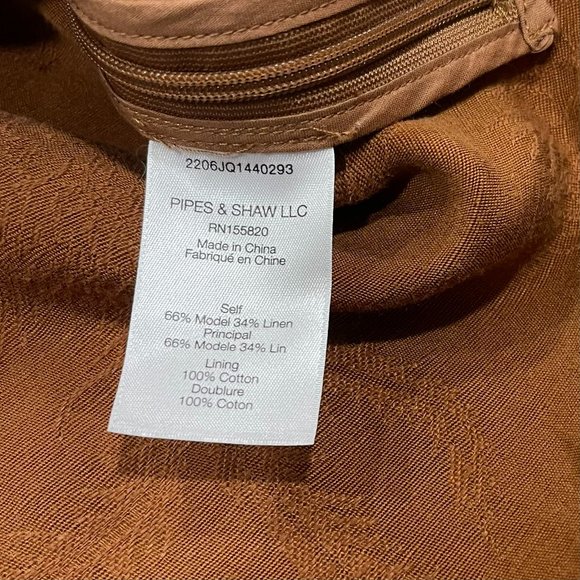 2206JQ1440293
PIPES & SHAW LLC
RN155820
Made in China
Fabriqué en Chine
Self
66% Model 34% Linen
Principal
66% Modele 34% Lin
Lining
100% Cotton
Doublure
100% Coton